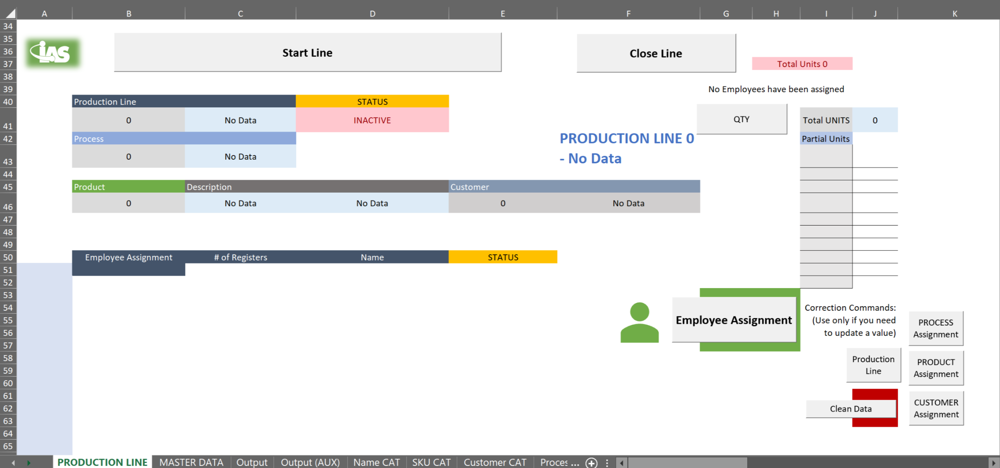 A B C D E F G H I J K
34
35
36
37
38
39
40
41
42
43
44
45
46
47
48
49
50
51
52
53
54
55
56
57
58
59
60
61
62
63
64
65
iAS
Start Line
Close Line
Total Units 0
No Employees have been assigned
Production Line STATUS
0 No Data INACTIVE
QTY
Total UNITS 0
Process
Partial Units
0 No Data
PRODUCTION LINE 0
- No Data
Product Description Customer
0 No Data No Data 0 No Data
Employee Assignment # of Registers Name STATUS
Employee Assignment
Correction Commands:
(Use only if you need
to update a value)
PROCESS
Assignment
Production
Line
PRODUCT
Assignment
Clean Data
CUSTOMER
Assignment
PRODUCTION LINE MASTER DATA Output Output (AUX) Name CAT SKU CAT Customer CAT Proces ...